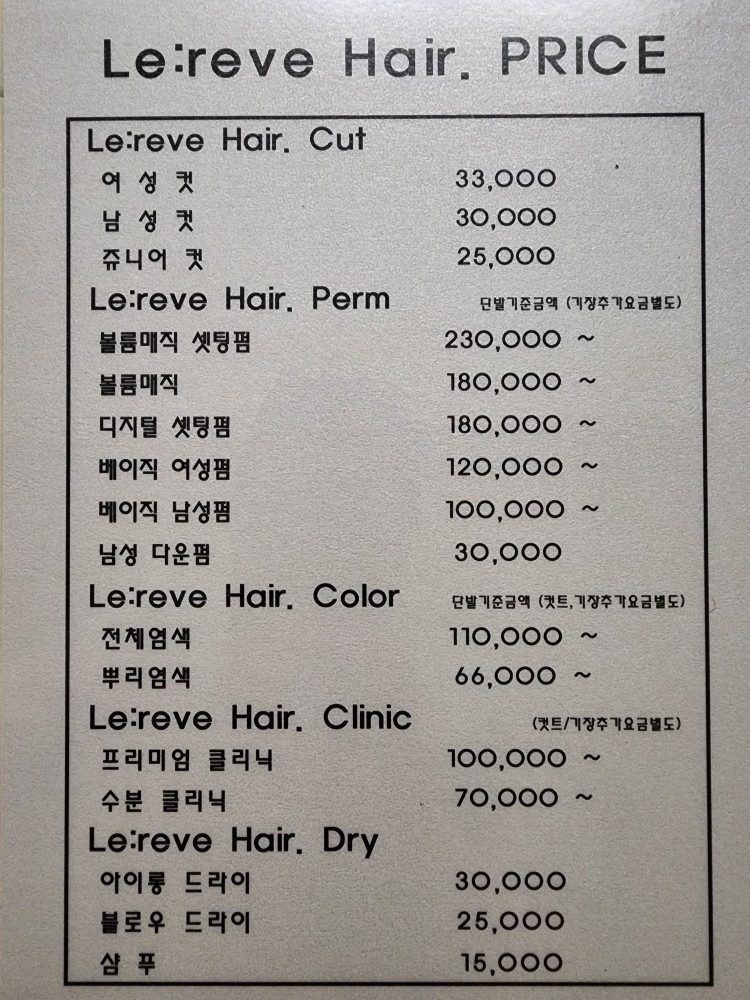 Le:reve Hair. PRICE
Le:reve Hair. Cut
여 성 컷 33,000
남 성 컷 30,000
쥬니어 컷 25,000
Le:reve Hair. Perm 단발기준금액 (기장추가요금별도)
볼륨매직 셋팅펌 230,000 ~
볼륨매직 180,000 ~
디지털 셋팅펌 180,000 ~
베이직 여성펌 120,000 ~
베이직 남성펌 100,000 ~
남성 다운펌 30,000
Le:reve Hair. Color 단발기준금액 (컷트,기장추가요금별도)
전체염색 110,000 ~
뿌리염색 66,000 ~
Le:reve Hair. Clinic (컷트/기장추가요금별도)
프리미엄 클리닉 100,000 ~
수분 클리닉 70,000 ~
Le:reve Hair. Dry
아이롱 드라이 30,000
블로우 드라이 25,000
샴 푸 15,000